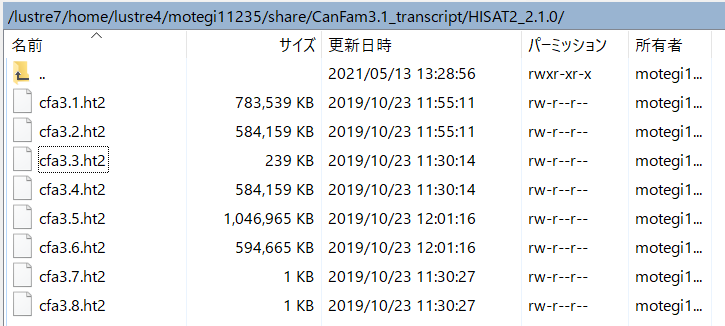 /lustre7/home/lustre4/motegi11235/share/CanFam3.1_transcript/HISAT2_2.1.0/
名前 サイズ 更新日時 パーミッション 所有者
.. 2021/05/13 13:28:56 rwxr-xr-x motegi1...
cfa3.1.ht2 783,539 KB 2019/10/23 11:55:11 rw-r--r-- motegi1...
cfa3.2.ht2 584,159 KB 2019/10/23 11:55:11 rw-r--r-- motegi1...
cfa3.3.ht2 239 KB 2019/10/23 11:30:14 rw-r--r-- motegi1...
cfa3.4.ht2 584,159 KB 2019/10/23 11:30:14 rw-r--r-- motegi1...
cfa3.5.ht2 1,046,965 KB 2019/10/23 12:01:16 rw-r--r-- motegi1...
cfa3.6.ht2 594,665 KB 2019/10/23 12:01:16 rw-r--r-- motegi1...
cfa3.7.ht2 1 KB 2019/10/23 11:30:27 rw-r--r-- motegi1...
cfa3.8.ht2 1 KB 2019/10/23 11:30:27 rw-r--r-- motegi1...